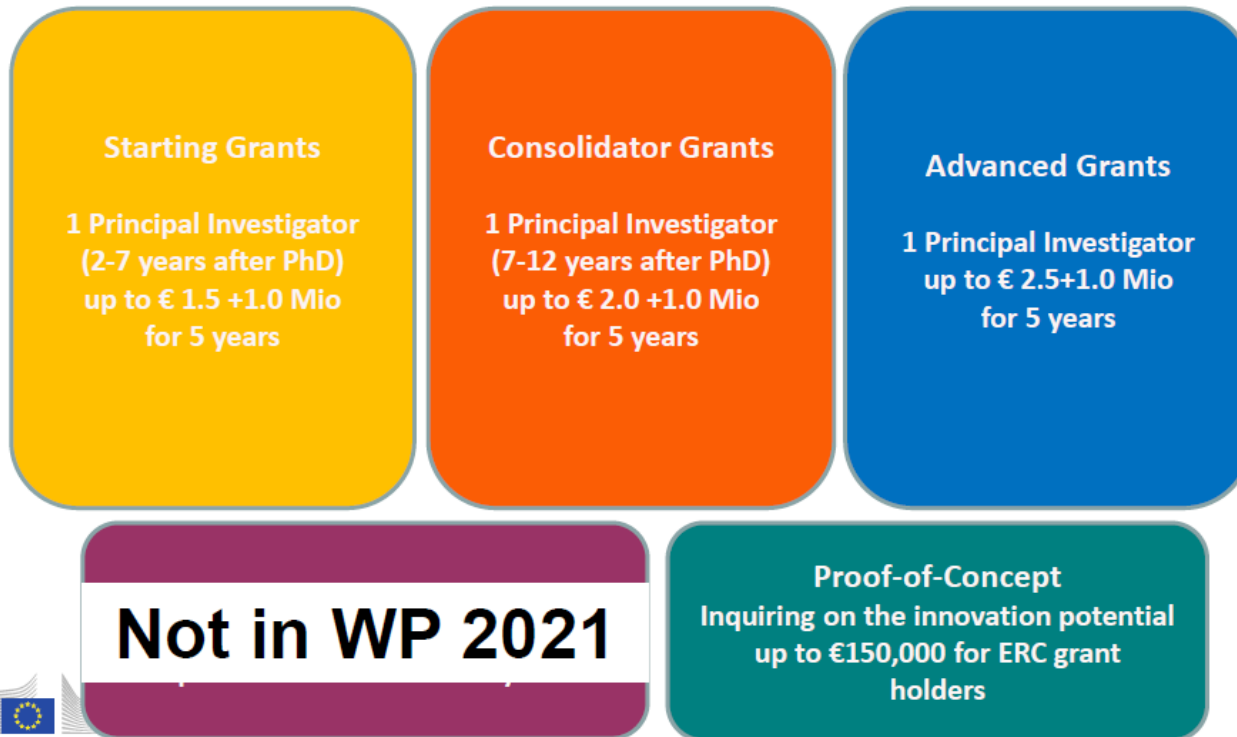 Starting Grants
1 Principal Investigator
(2-7 years after PhD)
up to € 1.5 +1.0 Mio
for 5 years
Consolidator Grants
1 Principal Investigator
(7-12 years after PhD)
up to € 2.0 +1.0 Mio
for 5 years
Advanced Grants
1 Principal Investigator
up to € 2.5+1.0 Mio
for 5 years
Not in WP 2021
Proof-of-Concept
Inquiring on the innovation potential
up to €150,000 for ERC grant
holders